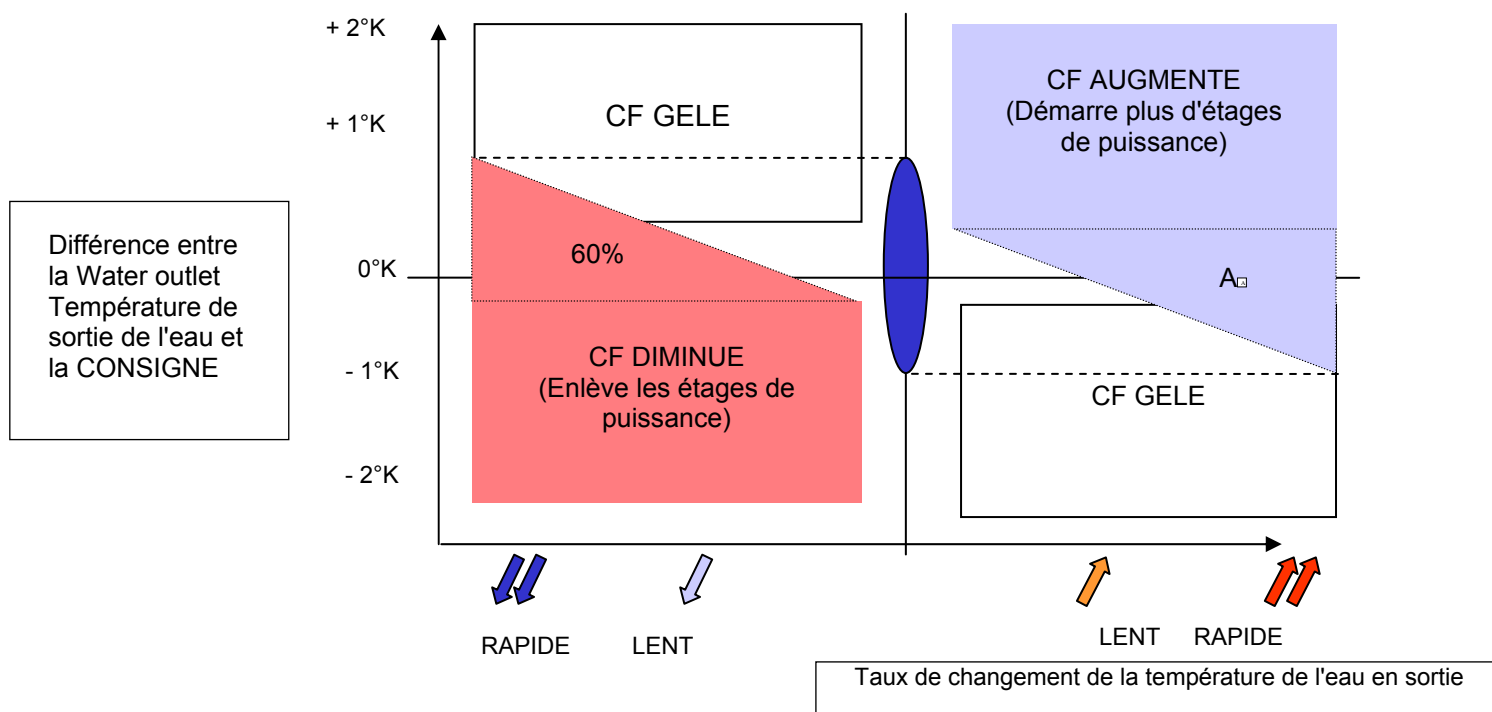 + 2°K
+ 1°K
0°K
- 1°K
- 2°K
Différence entre
la Water outlet
Température de
sortie de l'eau et
la CONSIGNE
CF GELE
60%
CF DIMINUE
(Enlève les étages de
puissance)
CF AUGMENTE
(Démarre plus d'étages
de puissance)
A
CF GELE
RAPIDE LENT
LENT RAPIDE
Taux de changement de la température de l'eau en sortie